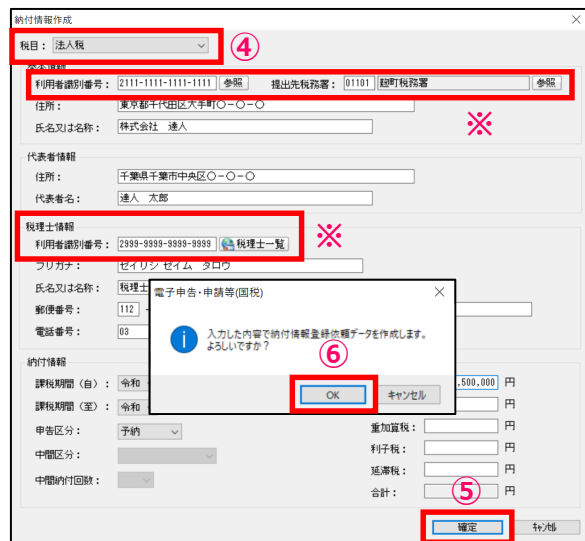 納付情報作成
税目： 法人税 ④
利用者識別番号： 2111-1111-1111-1111 参照 提出先税務署： 01101 麹町税務署 参照
住所： 東京都千代田区大手町〇-〇-〇
氏名又は名称： 株式会社 達人 ※
代表者情報
住所： 千葉県千葉市中央区〇-〇-〇
代表者名： 達人 太郎
税理士情報
利用者識別番号： 2999-9999-9999-9999 税理士一覧 ※
フリガナ： ゼイリシ ゼイム タロウ
氏名又は名称： 税理士
郵便番号： 112 -
電話番号： 03
電子申告・申請等(国税)
入力した内容で納付情報登録依頼データを作成します。
よろしいですか？
⑥
OK キャンセル
納付情報
課税期間（自）： 令和 ,500,000 円
課税期間（至）： 令和 円
申告区分： 予納 重加算税： 円
中間区分： 利子税： 円
延滞税： 円
中間納付回数： 合計： 円
⑤
確定 キャンセル